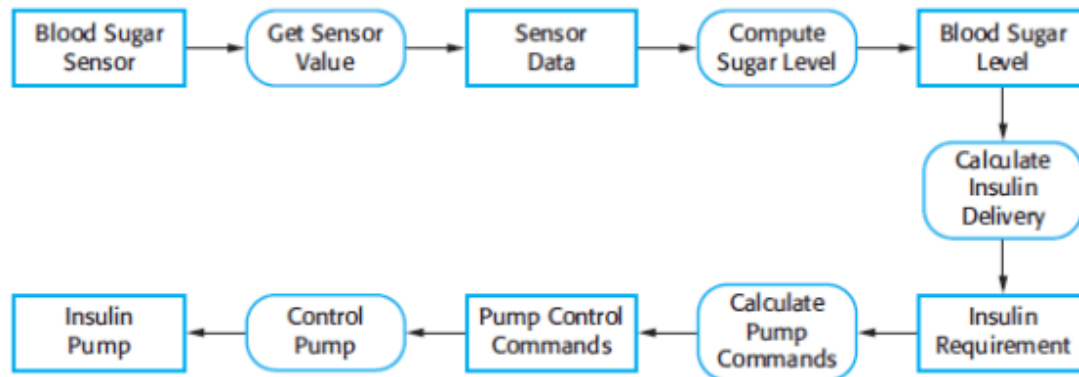 Blood Sugar
Sensor
Get Sensor
Value
Sensor
Data
Compute
Sugar Level
Blood Sugar
Level
Calculate
Insulin
Delivery
Insulin
Pump
Control
Pump
Pump Control
Commands
Calculate
Pump
Commands
Insulin
Requirement